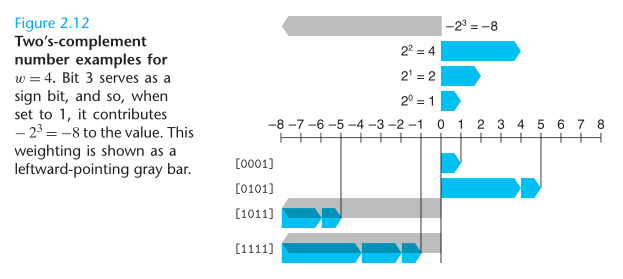 Figure 2.12
Two's-complement
number examples for
w = 4. Bit 3 serves as a
sign bit, and so, when
set to 1, it contributes
− 2³ = −8 to the value. This
weighting is shown as a
leftward-pointing gray bar.
−2³ = −8
2² = 4
2¹ = 2
2⁰ = 1
−8 −7 −6 −5 −4 −3 −2 −1 0 1 2 3 4 5 6 7 8
[0001]
[0101]
[1011]
[1111]